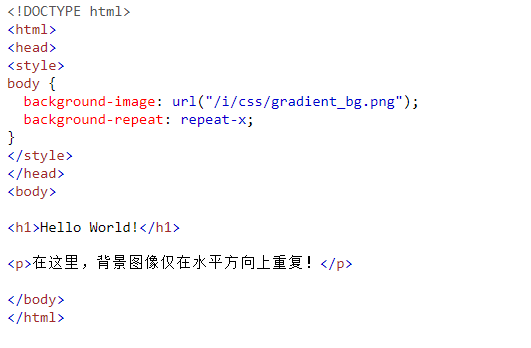 <!DOCTYPE html>
<html>
<head>
<style>
body {
  background-image: url("/i/css/gradient_bg.png");
  background-repeat: repeat-x;
}
</style>
</head>
<body>

<h1>Hello World!</h1>

<p>在这里，背景图像仅在水平方向上重复！</p>

</body>
</html>